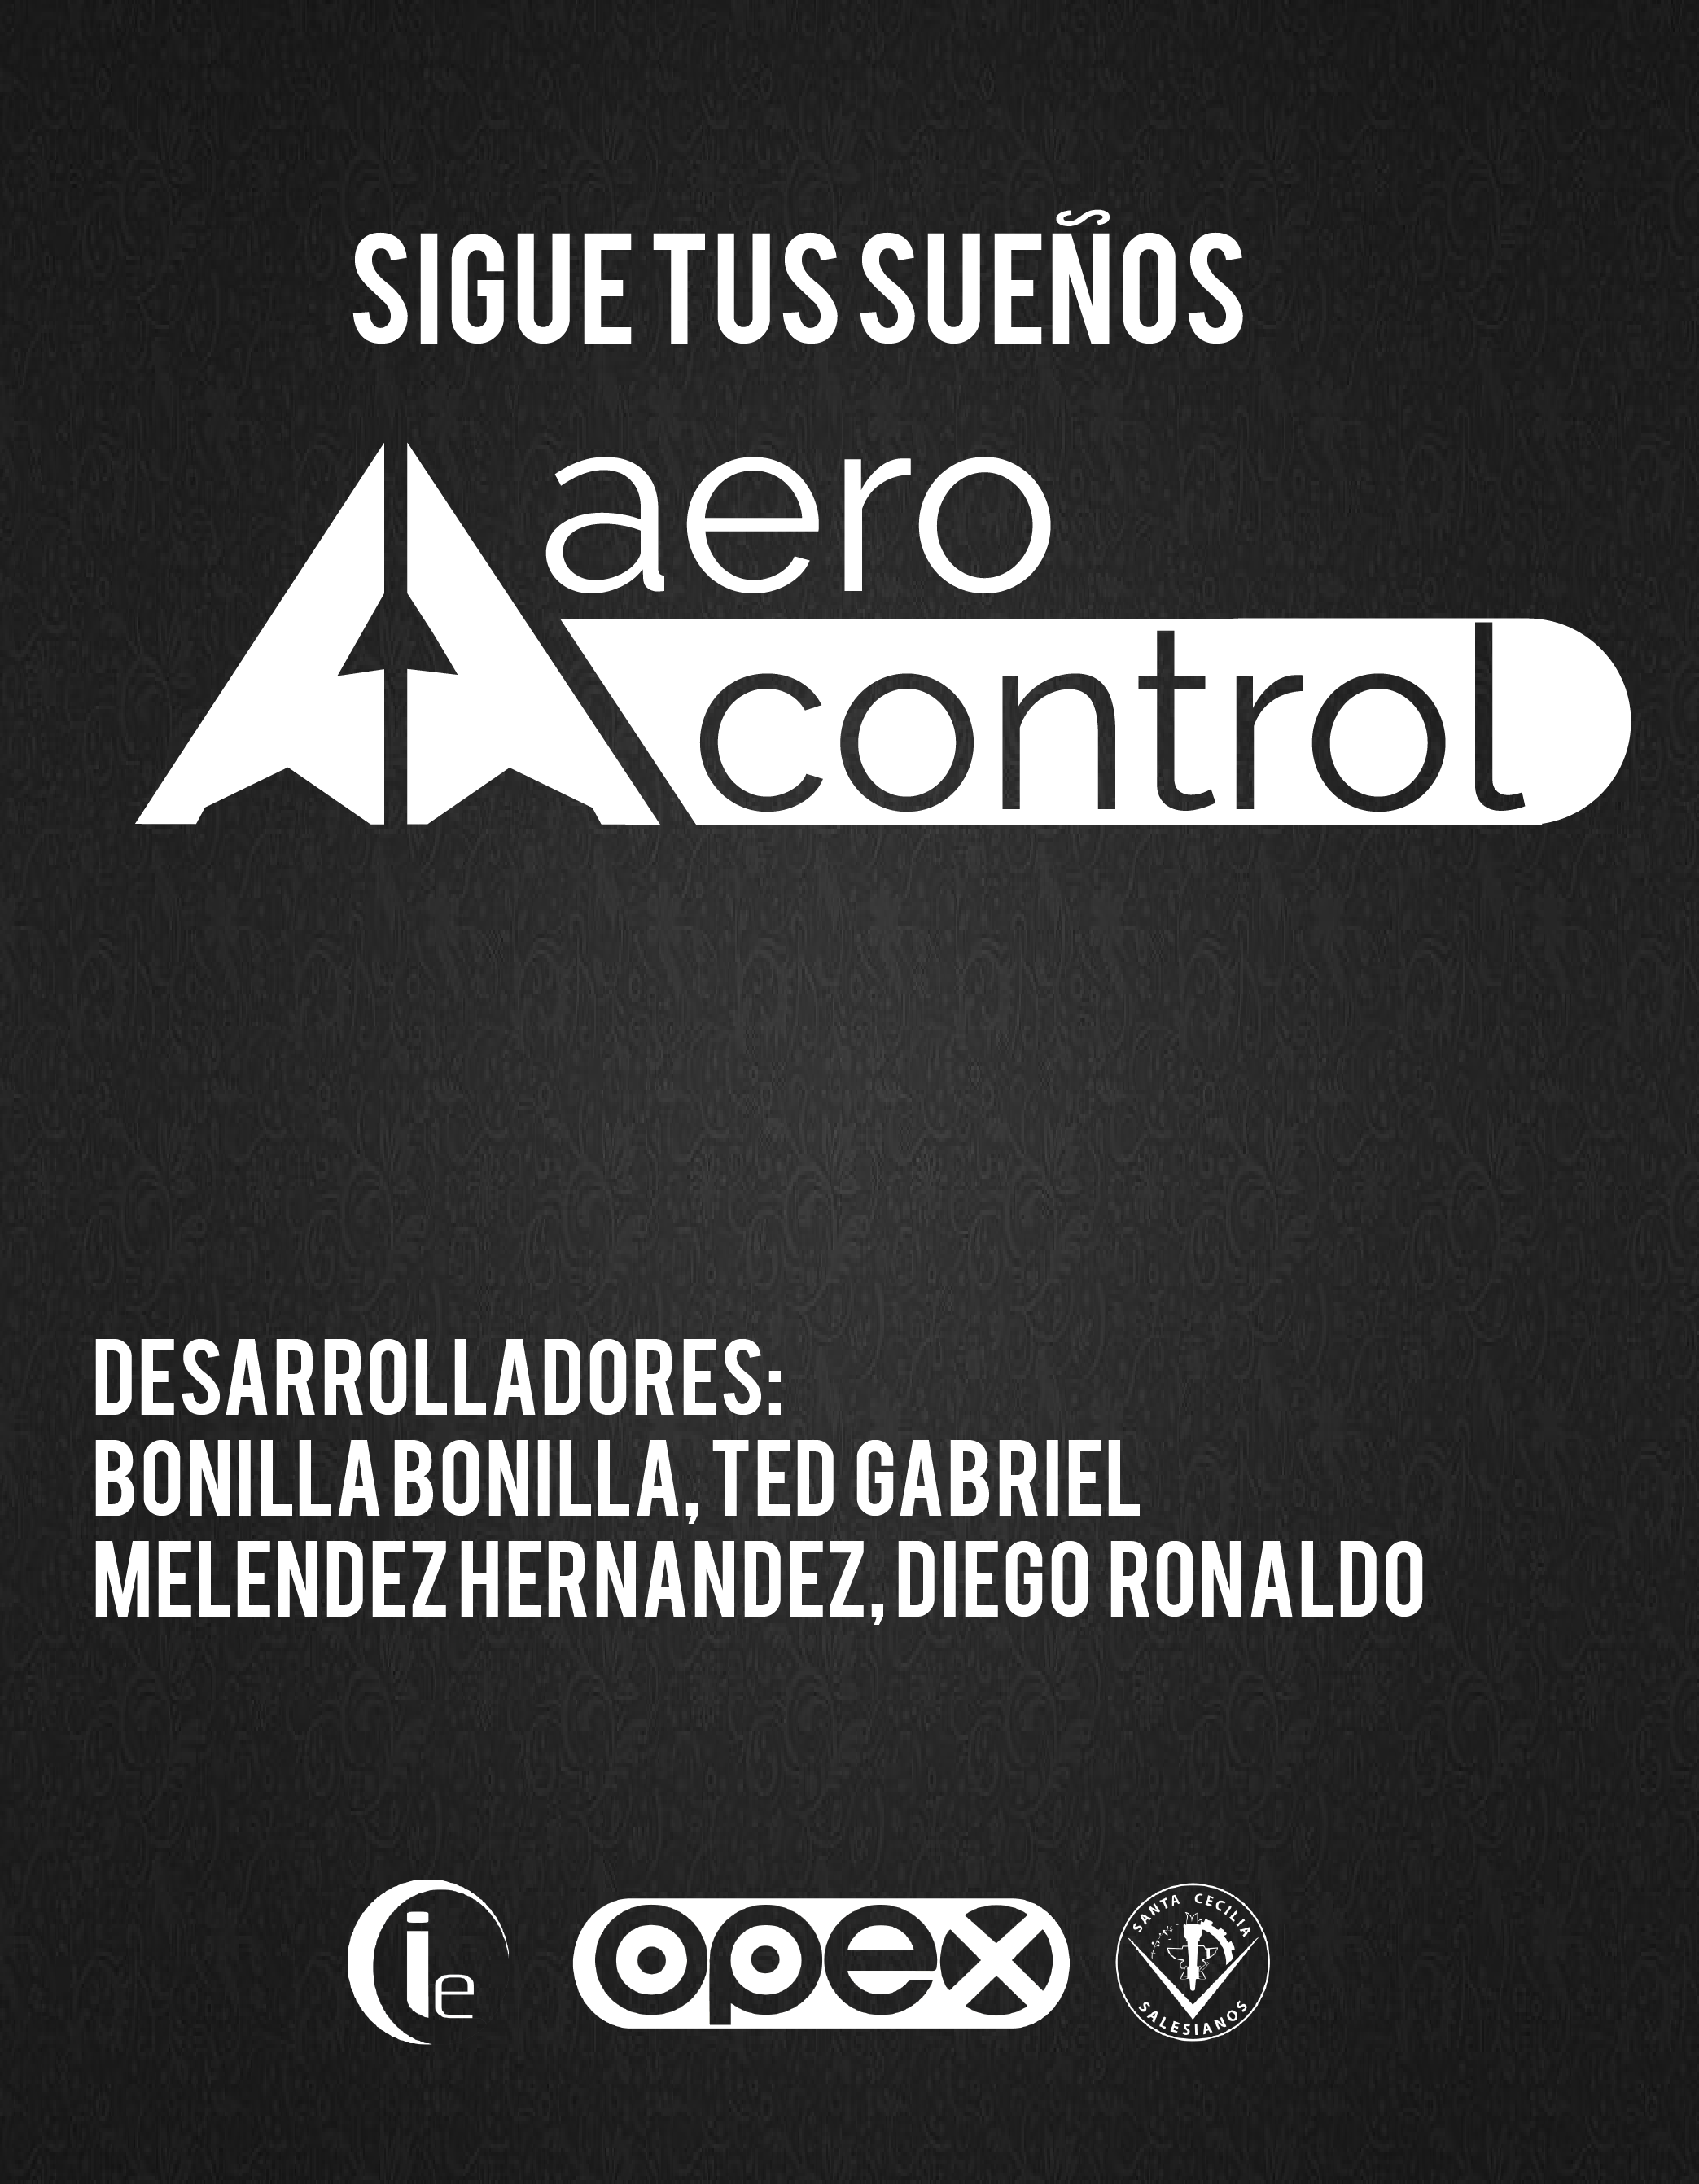 SIGUE TUS SUEÑOS
aero
control
DESARROLLADORES:
BONILLA BONILLA, TED GABRIEL
MELENDEZ HERNANDEZ, DIEGO RONALDO
ie
opex
SANTA CECILIA
SALESIANOS